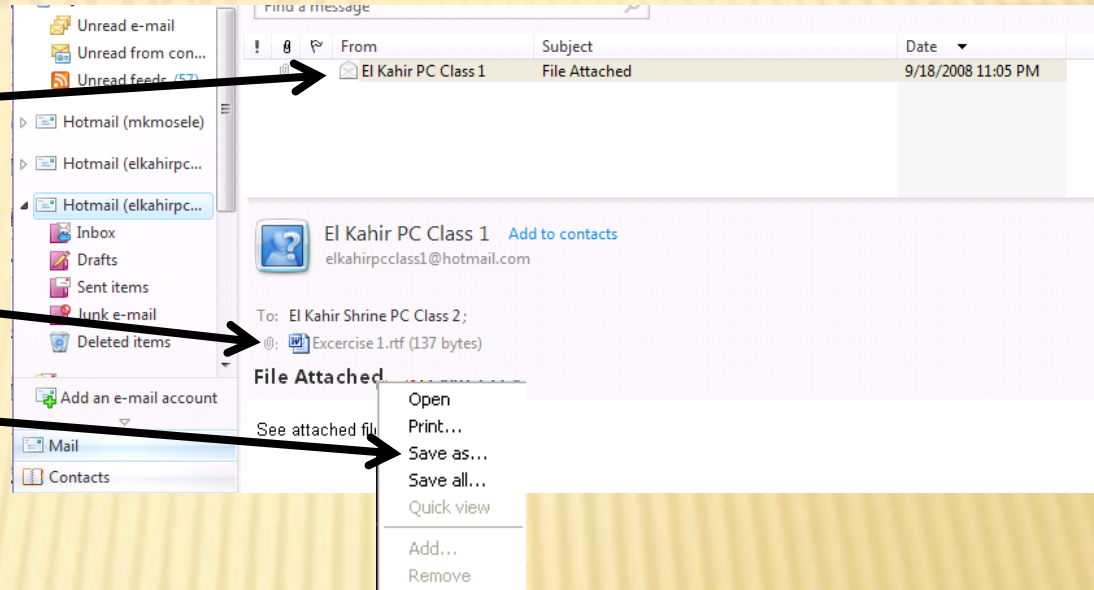 Find a message
Unread e-mail
Unread from con...
Unread feeds (57)
Hotmail (mkmosele)
Hotmail (elkahirpc...
Hotmail (elkahirpc...
Inbox
Drafts
Sent items
Junk e-mail
Deleted items
Add an e-mail account
Mail
Contacts
! From Subject Date
El Kahir PC Class 1 File Attached 9/18/2008 11:05 PM
El Kahir PC Class 1 Add to contacts
elkahirpcclass1@hotmail.com
To: El Kahir Shrine PC Class 2;
Excercise 1.rtf (137 bytes)
File Attached
See attached
Open
Print...
Save as...
Save all...
Quick view
Add...
Remove